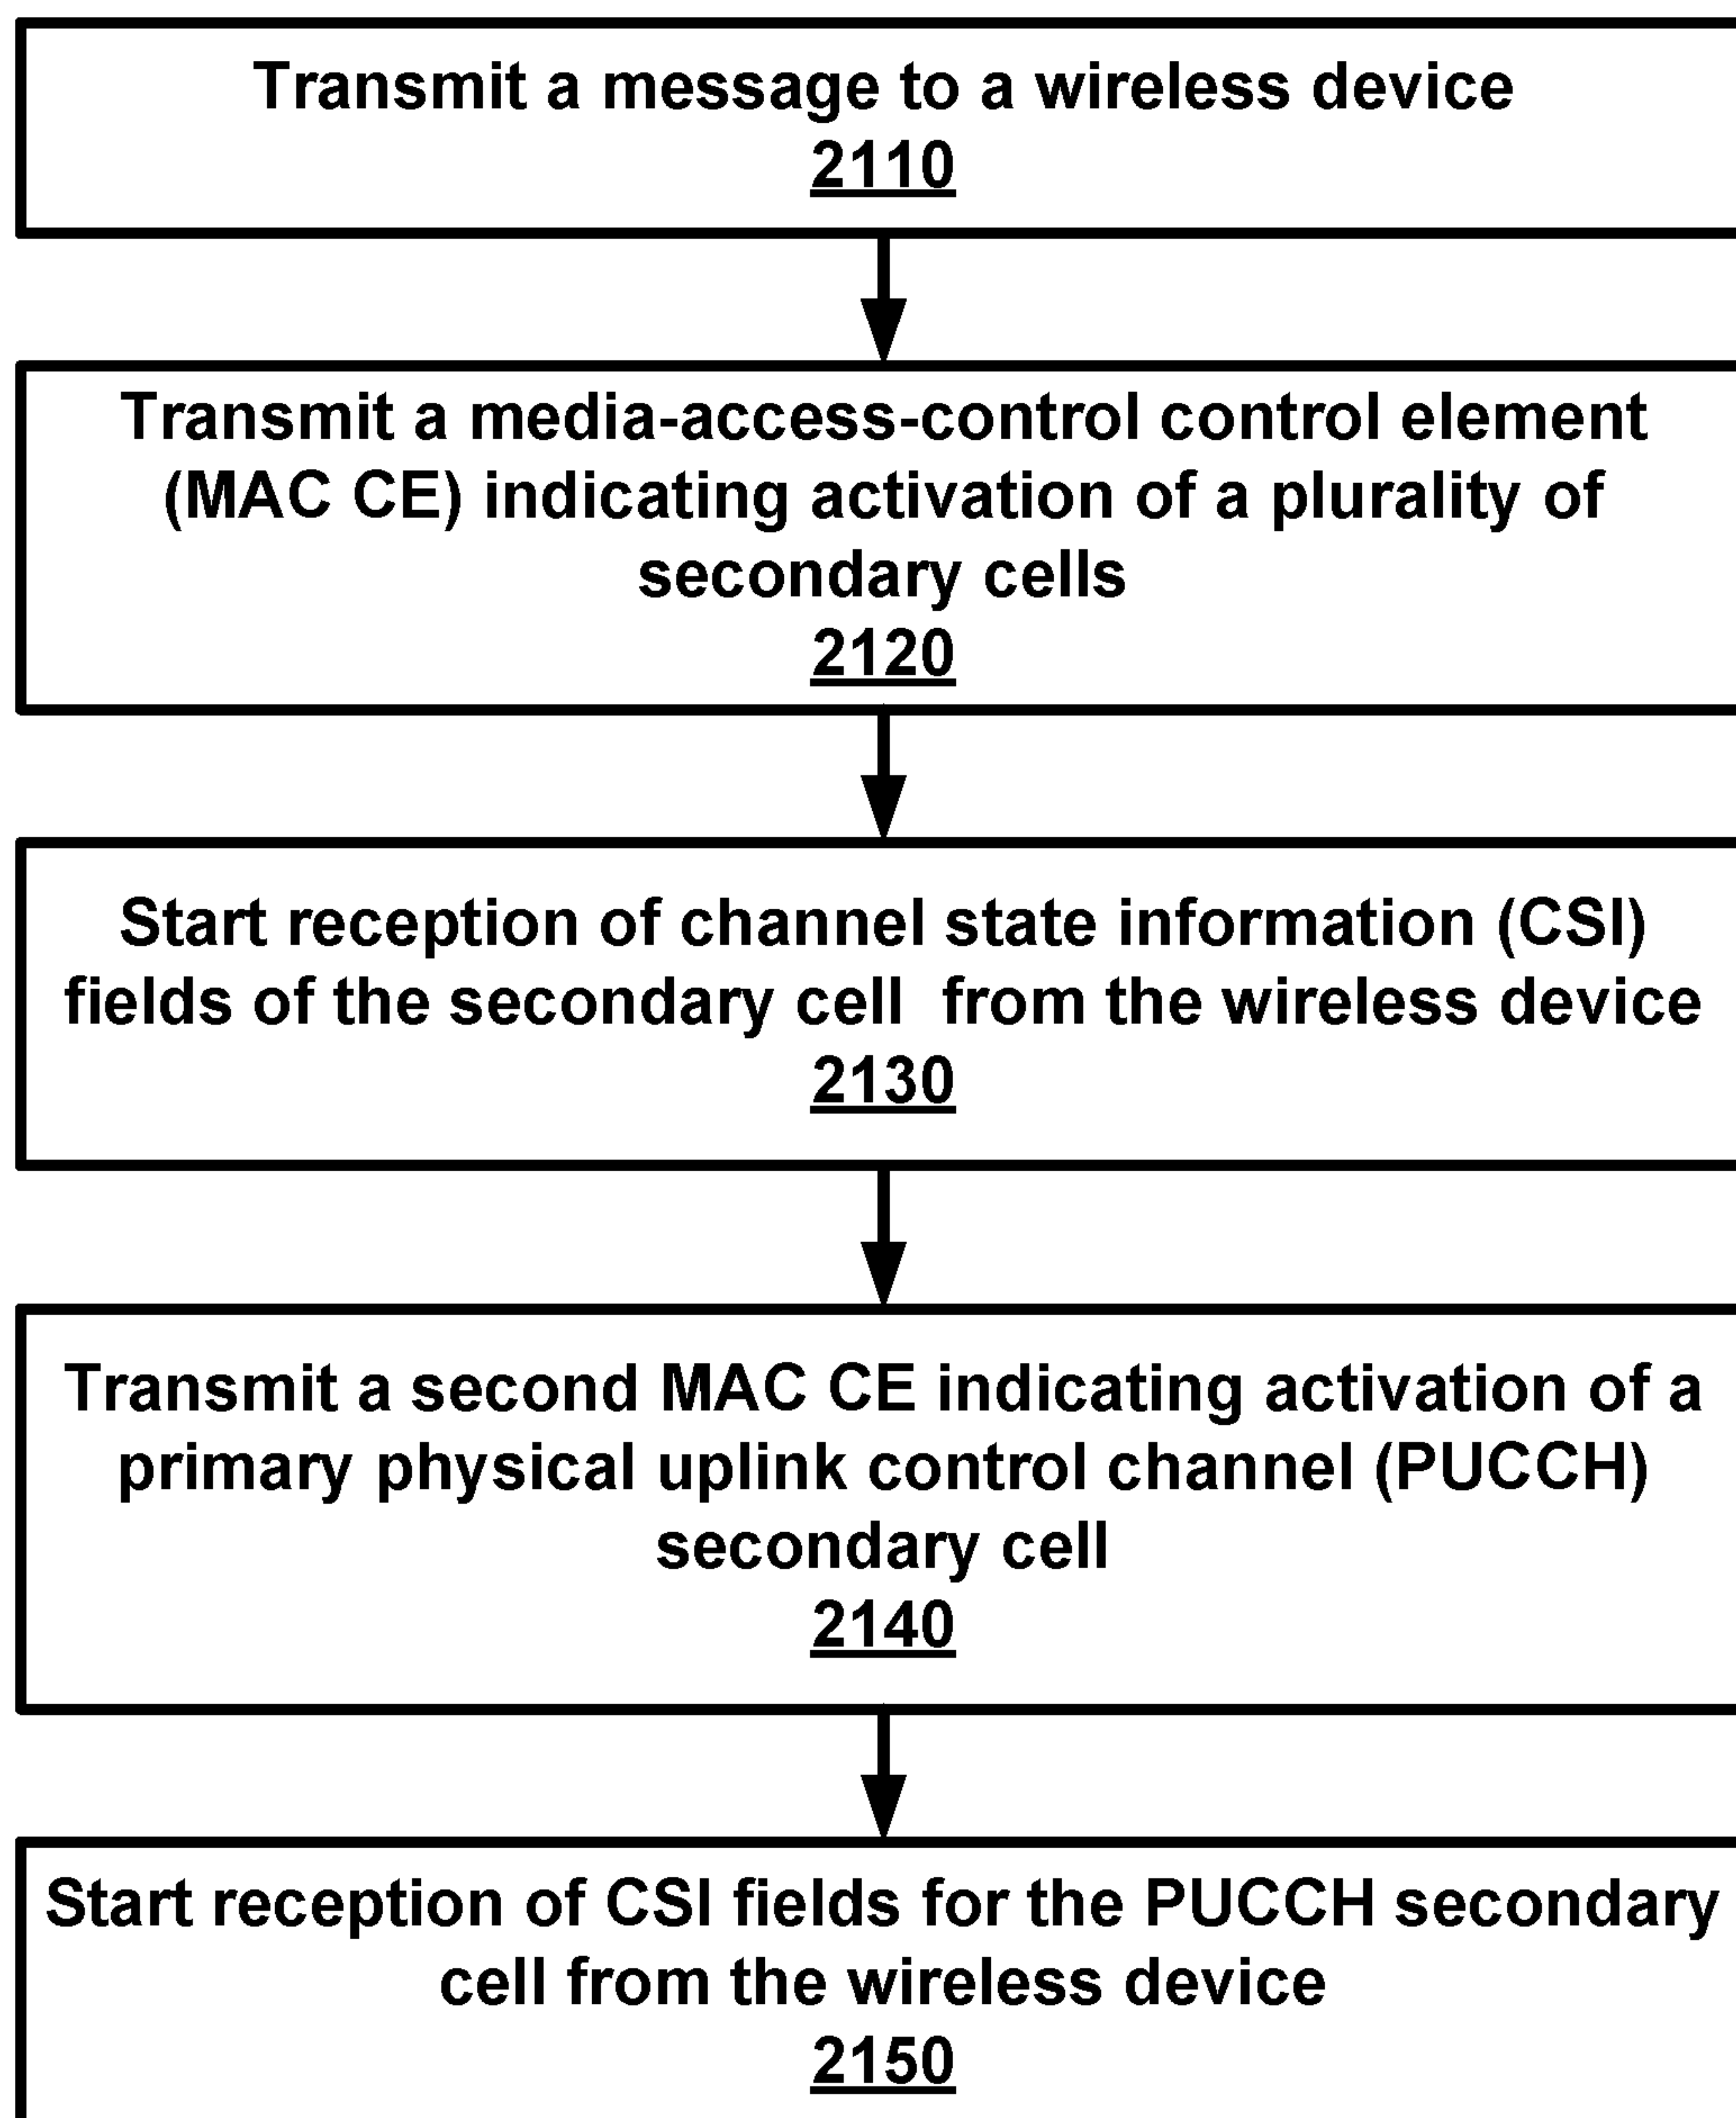 Transmit a message to a wireless device
2110
Transmit a media-access-control control element
(MAC CE) indicating activation of a plurality of
secondary cells
2120
Start reception of channel state information (CSI)
fields of the secondary cell from the wireless device
2130
Transmit a second MAC CE indicating activation of a
primary physical uplink control channel (PUCCH)
secondary cell
2140
Start reception of CSI fields for the PUCCH secondary
cell from the wireless device
2150